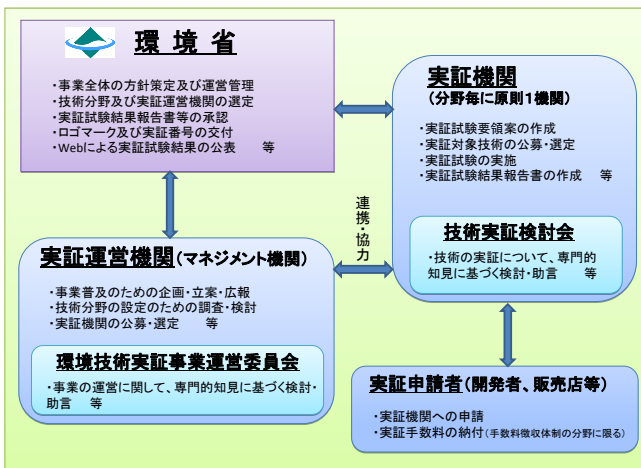 環境省
・事業全体の方針策定及び運営管理
・技術分野及び実証運営機関の選定
・実証試験結果報告書等の承認
・ロゴマーク及び実証番号の交付
・Webによる実証試験結果の公表　等
実証機関
(分野毎に原則1機関)
・実証試験要領案の作成
・実証対象技術の公募・選定
・実証試験の実施
・実証試験結果報告書の作成　等
技術実証検討会
・技術の実証について、専門的
知見に基づく検討・助言　等
連携・協力
実証運営機関(マネジメント機関)
・事業普及のための企画・立案・広報
・技術分野の設定のための調査・検討
・実証機関の公募・選定　等
環境技術実証事業運営委員会
・事業の運営に関して、専門的知見に基づく検討・
助言　等
実証申請者(開発者、販売店等)
・実証機関への申請
・実証手数料の納付(手数料徴収体制の分野に限る)